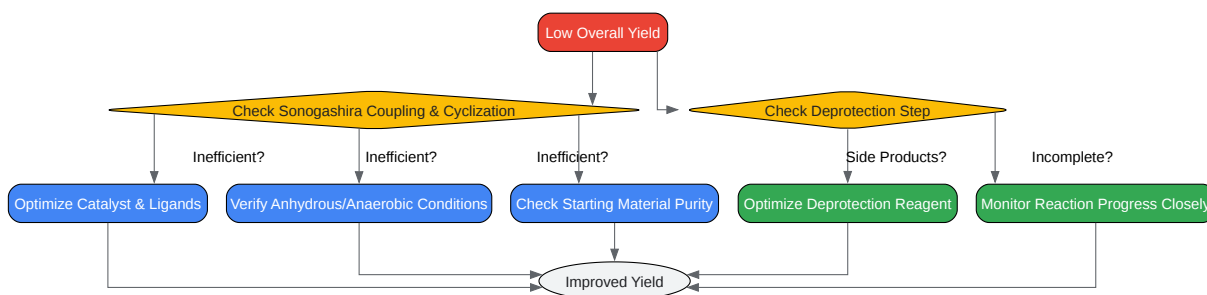 Low Overall Yield
Check Sonogashira Coupling & Cyclization
Check Deprotection Step
Inefficient?
Inefficient?
Inefficient?
Side Products?
Incomplete?
Optimize Catalyst & Ligands
Verify Anhydrous/Anaerobic Conditions
Check Starting Material Purity
Optimize Deprotection Reagent
Monitor Reaction Progress Closely
Improved Yield